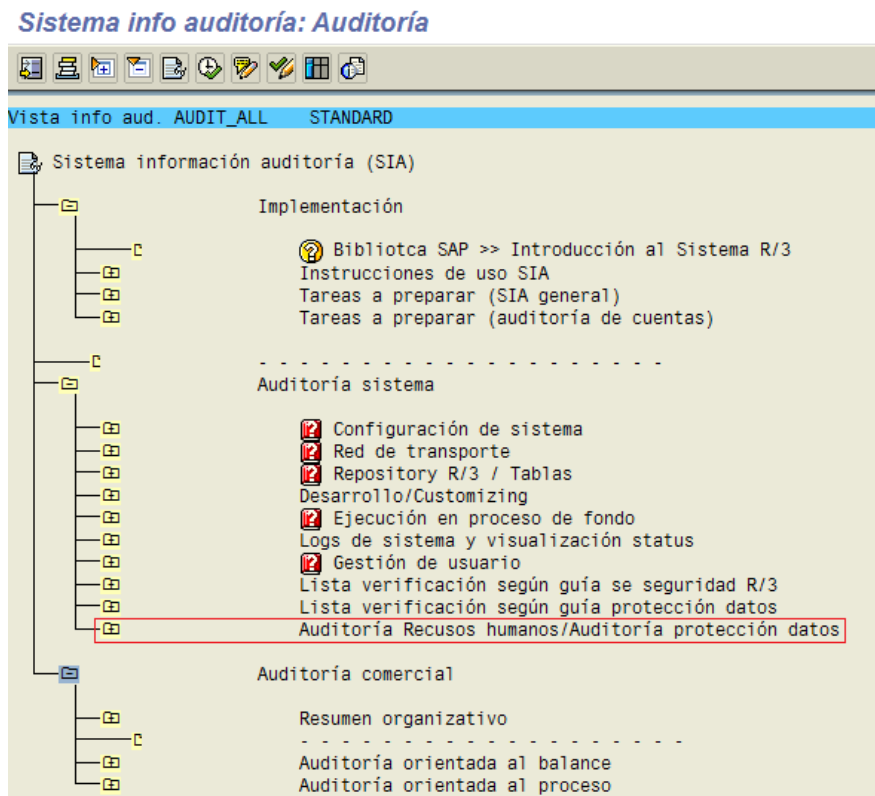 Sistema info auditoría: Auditoría
Vista info aud. AUDIT_ALL STANDARD
Sistema información auditoría (SIA)
Implementación
Bibliotca SAP >> Introducción al Sistema R/3
Instrucciones de uso SIA
Tareas a preparar (SIA general)
Tareas a preparar (auditoría de cuentas)
- - - - - - - - - - - - - - - - - - - -
Auditoría sistema
Configuración de sistema
Red de transporte
Repository R/3 / Tablas
Desarrollo/Customizing
Ejecución en proceso de fondo
Logs de sistema y visualización status
Gestión de usuario
Lista verificación según guía se seguridad R/3
Lista verificación según guía protección datos
Auditoría Recusos humanos/Auditoría protección datos
Auditoría comercial
Resumen organizativo
- - - - - - - - - - - - - - - - - - -
Auditoría orientada al balance
Auditoría orientada al proceso